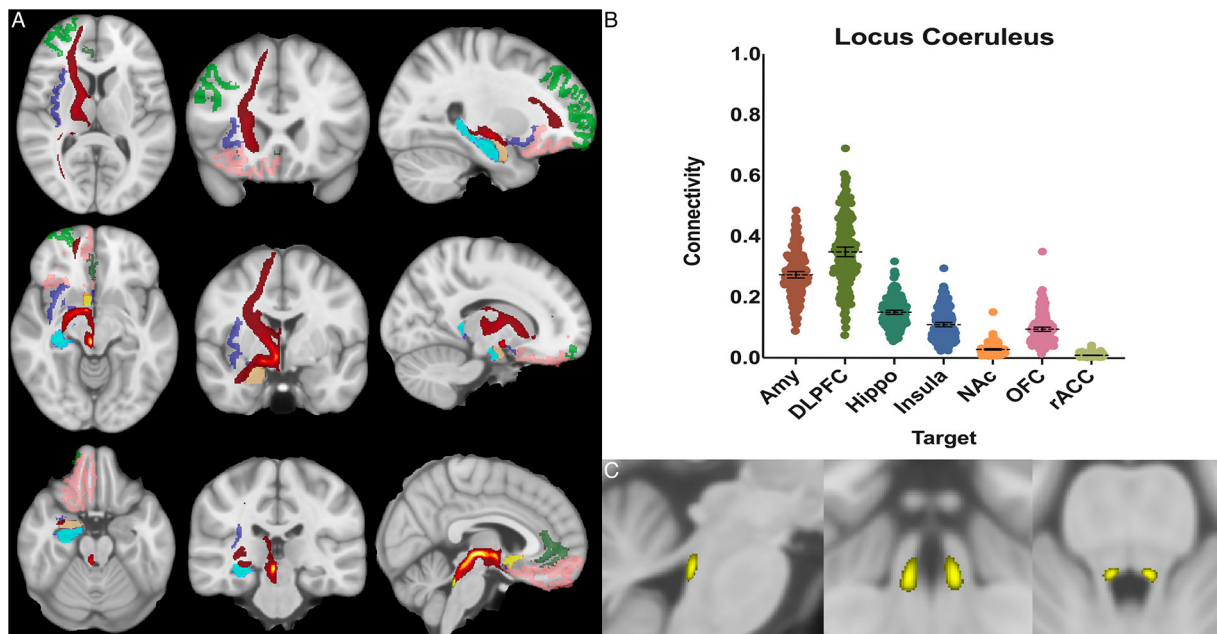 A
B
Locus Coeruleus
1.0
0.8
0.6
0.4
0.2
0.0
Connectivity
Amy
DLPFC
Hippo
Insula
NAc
OFC
rACC
Target
C